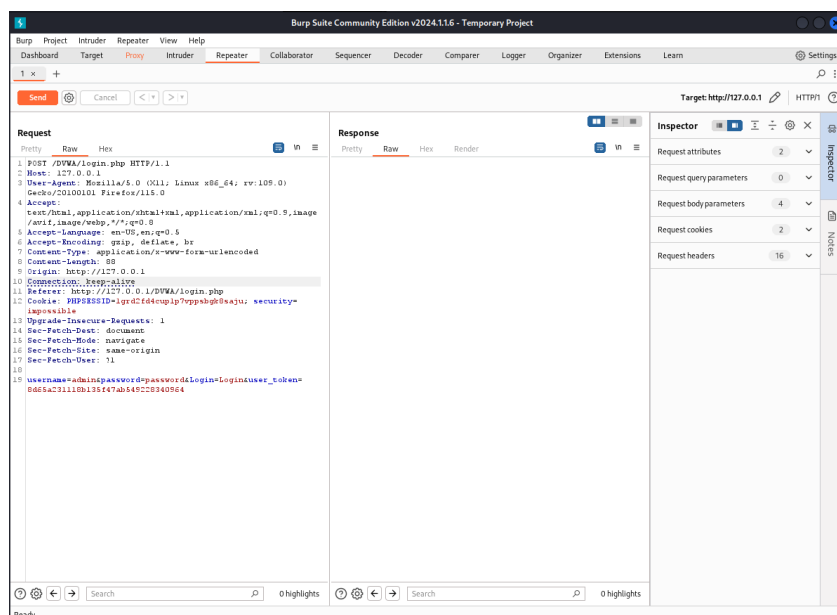 Burp Suite Community Edition v2024.1.1.6 - Temporary Project
Burp Project Intruder Repeater View Help
Dashboard Target Proxy Intruder Repeater Collaborator Sequencer Decoder Comparer Logger Organizer Extensions Learn Settings
1 × +
Send Cancel < > Target: http://127.0.0.1 HTTP/1
Request
Pretty Raw Hex \n
1 POST /DVWA/login.php HTTP/1.1
2 Host: 127.0.0.1
3 User-Agent: Mozilla/5.0 (X11; Linux x86_64; rv:109.0)
Gecko/20100101 Firefox/115.0
4 Accept:
text/html,application/xhtml+xml,application/xml;q=0.9,image
/avif,image/webp,*/*;q=0.8
5 Accept-Language: en-US,en;q=0.5
6 Accept-Encoding: gzip, deflate, br
7 Content-Type: application/x-www-form-urlencoded
8 Content-Length: 88
9 Origin: http://127.0.0.1
10 Connection: keep-alive
11 Referer: http://127.0.0.1/DVWA/login.php
12 Cookie: PHPSESSID=lgrd2fd4cup1p7vppsbgk8saju; security=
impossible
13 Upgrade-Insecure-Requests: 1
14 Sec-Fetch-Dest: document
15 Sec-Fetch-Mode: navigate
16 Sec-Fetch-Site: same-origin
17 Sec-Fetch-User: ?1
18
19 username=admin&password=password&Login=Login&user_token=
8d65a231118b135f47ab549228340964
Search 0 highlights
Response
Pretty Raw Hex Render \n
Search 0 highlights
Inspector
Request attributes 2
Request query parameters 0
Request body parameters 4
Request cookies 2
Request headers 16
Inspector
Notes
Ready